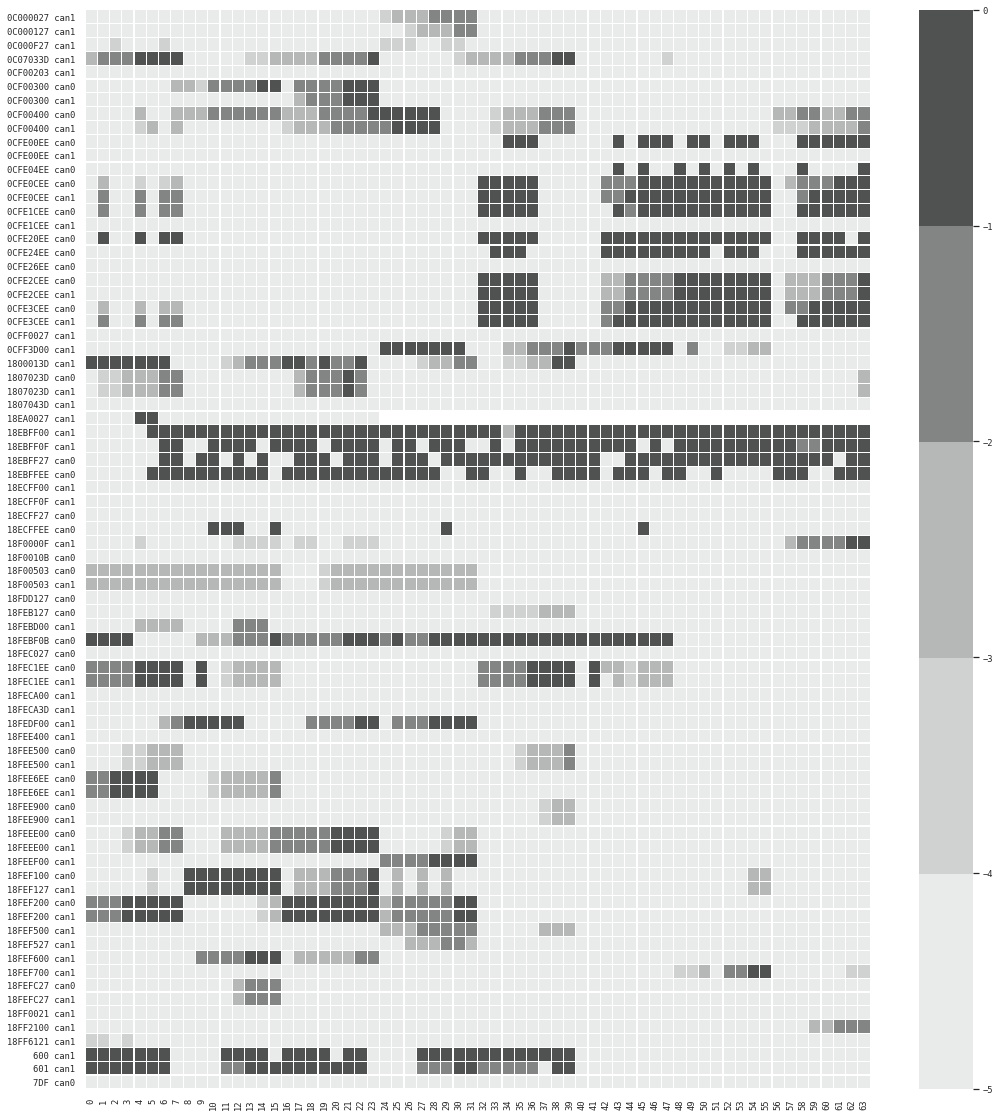 0C000027 can1
0C000127 can1
0C000F27 can1
0C07033D can1
0CF00203 can1
0CF00300 can0
0CF00300 can1
0CF00400 can0
0CF00400 can1
0CFE00EE can0
0CFE00EE can1
0CFE04EE can0
0CFE0CEE can0
0CFE0CEE can1
0CFE1CEE can0
0CFE1CEE can1
0CFE20EE can0
0CFE24EE can0
0CFE26EE can0
0CFE2CEE can0
0CFE2CEE can1
0CFE3CEE can0
0CFE3CEE can1
0CFF0027 can1
0CFF3D00 can1
1800013D can1
1807023D can0
1807023D can1
1807043D can1
18EA0027 can1
18EBFF00 can1
18EBFF0F can1
18EBFF27 can0
18EBFFEE can0
18ECFF00 can1
18ECFF0F can1
18ECFF27 can0
18ECFFEE can0
18F0000F can1
18F0010B can0
18F00503 can0
18F00503 can1
18FDD127 can0
18FEB127 can0
18FEBD00 can1
18FEBF0B can0
18FEC027 can0
18FEC1EE can0
18FEC1EE can1
18FECA00 can1
18FECA3D can1
18FEDF00 can1
18FEE400 can1
18FEE500 can0
18FEE500 can1
18FEE6EE can0
18FEE6EE can1
18FEE900 can0
18FEE900 can1
18FEEE00 can0
18FEEE00 can1
18FEEF00 can1
18FEF100 can0
18FEF127 can1
18FEF200 can0
18FEF200 can1
18FEF500 can1
18FEF527 can1
18FEF600 can1
18FEF700 can1
18FEFC27 can0
18FEFC27 can1
18FF0021 can1
18FF2100 can1
18FF6121 can1
600 can1
601 can1
7DF can0
0 1 2 3 4 5 6 7 8 9 10 11 12 13 14 15 16 17 18 19 20 21 22 23 24 25 26 27 28 29 30 31 32 33 34 35 36 37 38 39 40 41 42 43 44 45 46 47 48 49 50 51 52 53 54 55 56 57 58 59 60 61 62 63
0
−1
−2
−3
−4
−5